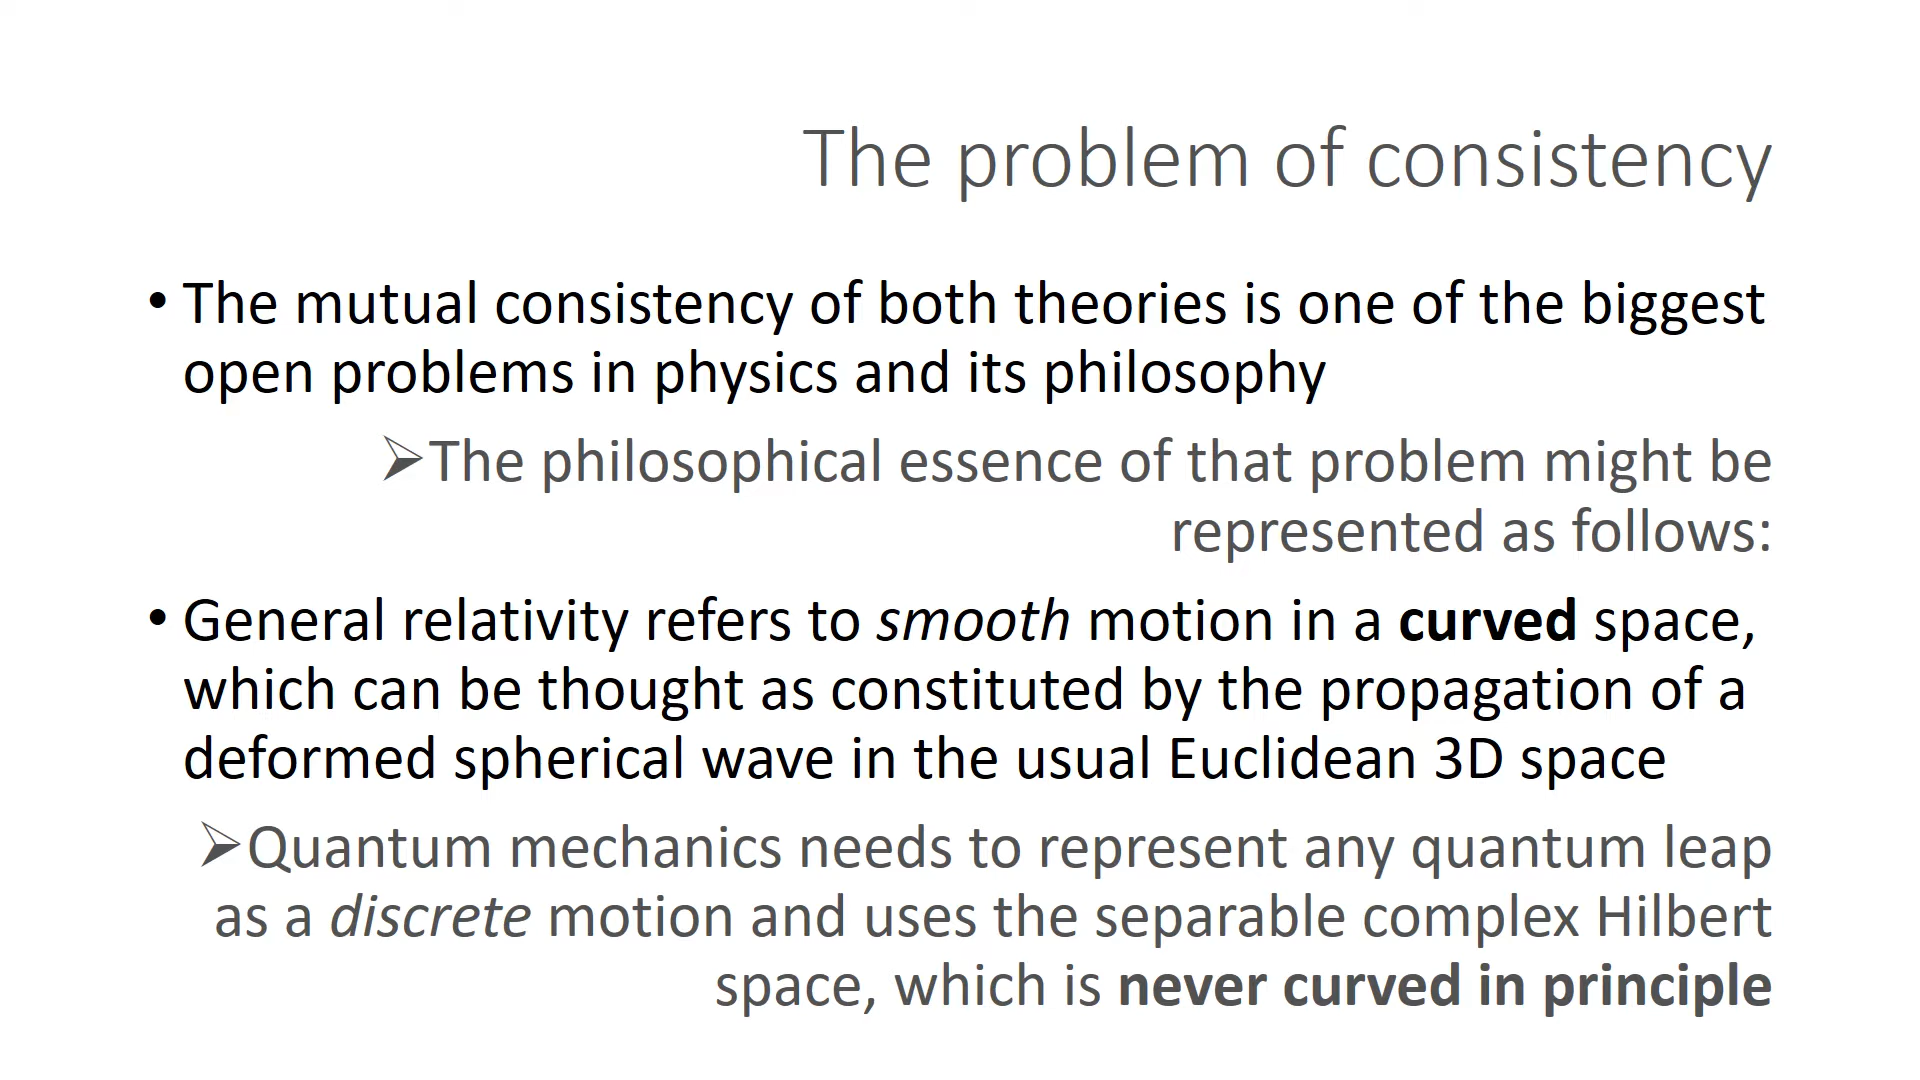 The problem of consistency
• The mutual consistency of both theories is one of the biggest
open problems in physics and its philosophy
➢The philosophical essence of that problem might be
represented as follows:
• General relativity refers to smooth motion in a curved space,
which can be thought as constituted by the propagation of a
deformed spherical wave in the usual Euclidean 3D space
➢Quantum mechanics needs to represent any quantum leap
as a discrete motion and uses the separable complex Hilbert
space, which is never curved in principle